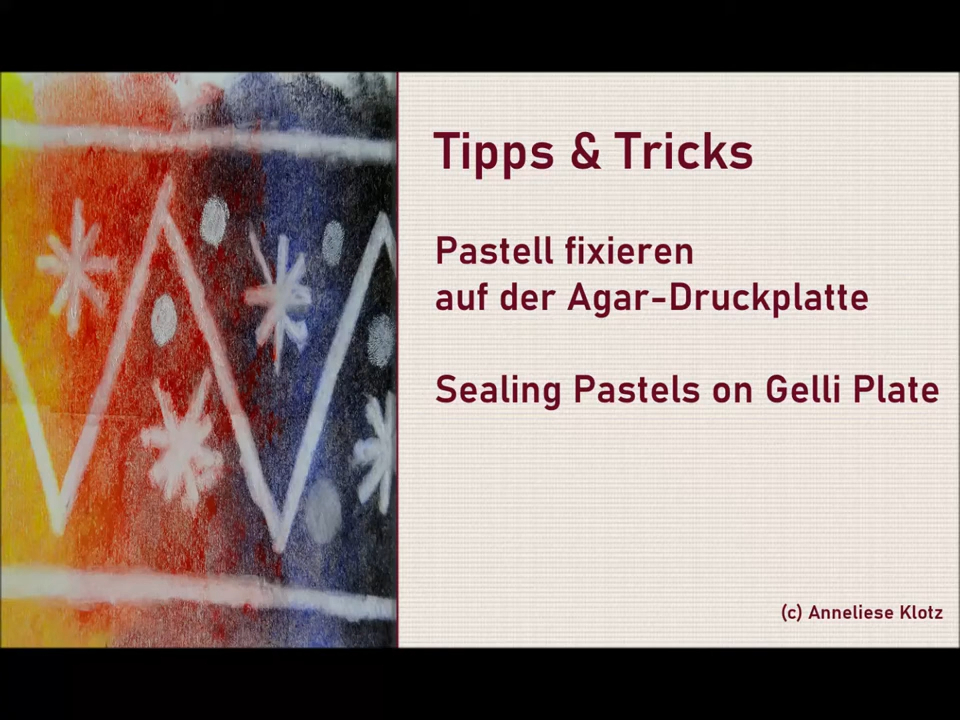 Tipps & Tricks
Pastell fixieren
auf der Agar-Druckplatte
Sealing Pastels on Gelli Plate
(c) Anneliese Klotz